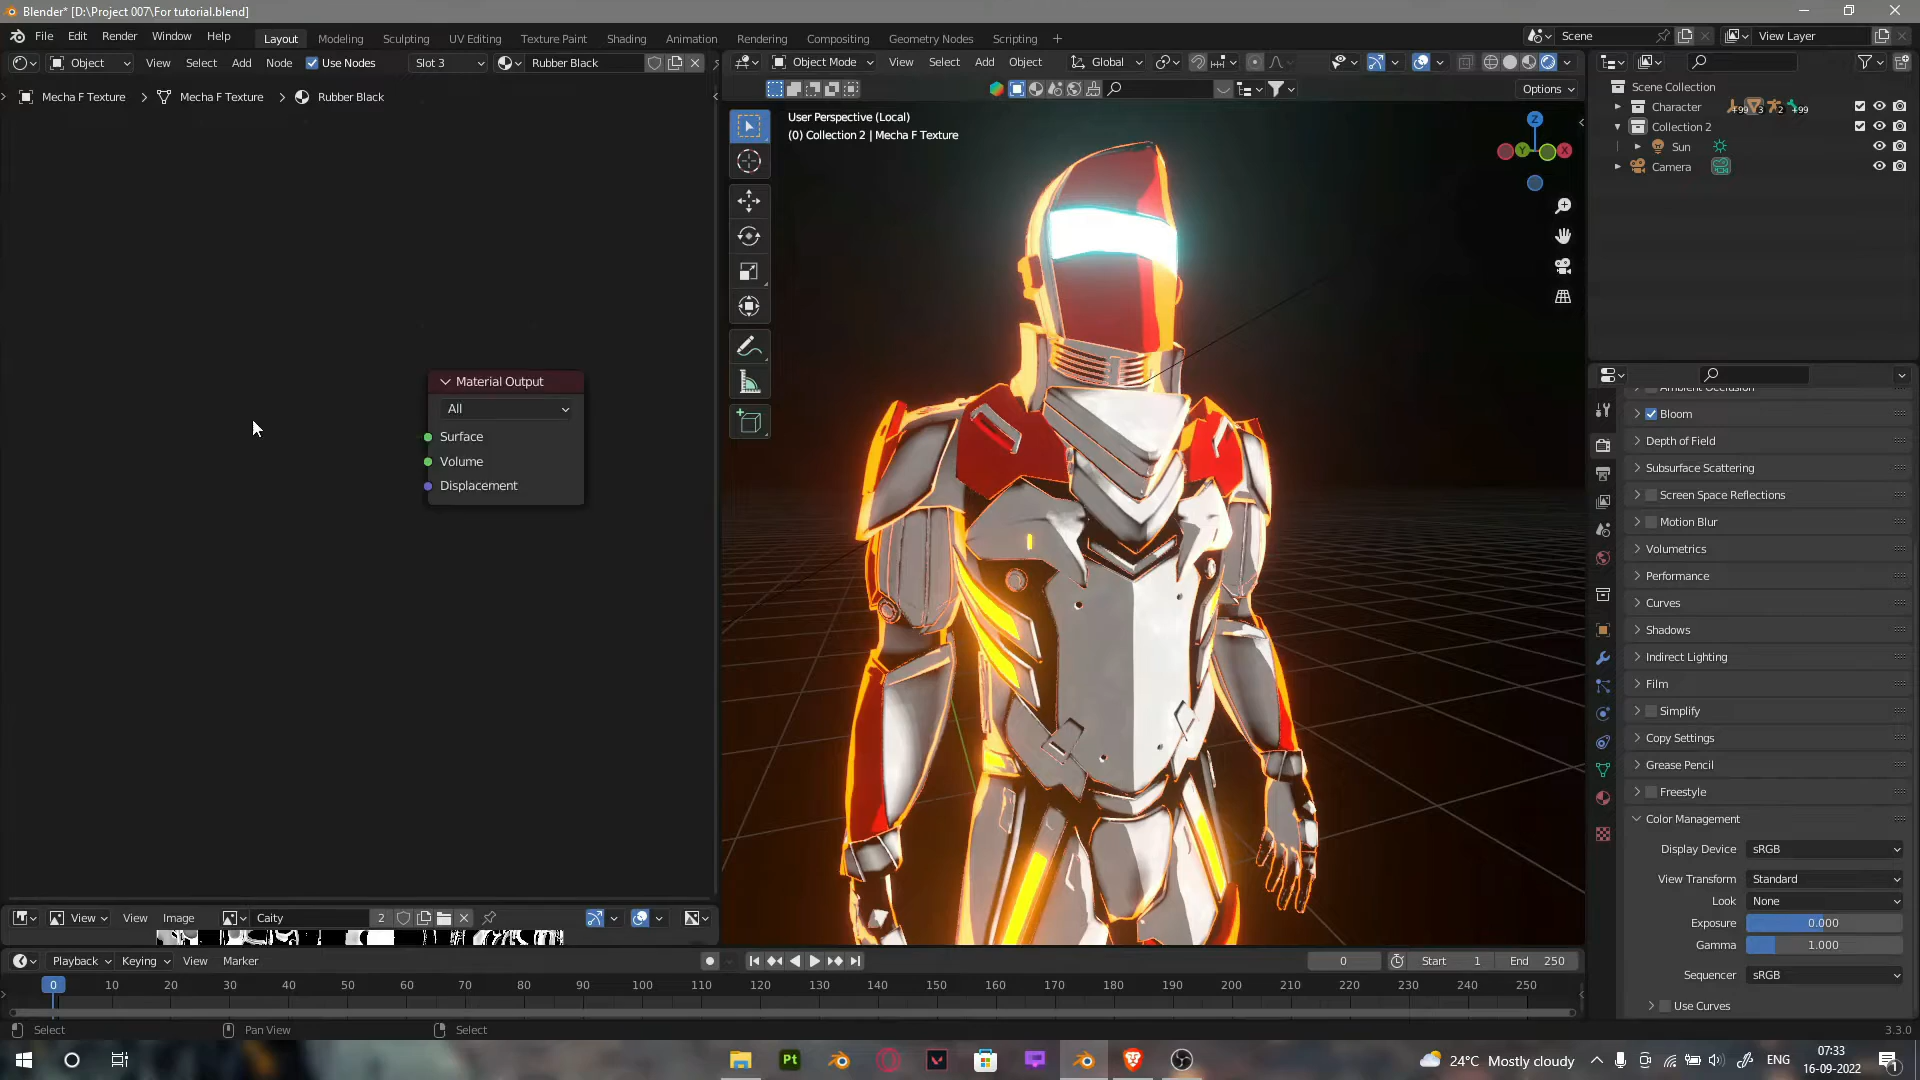 Blender* [D:\Project 007\For tutorial.blend]
File Edit Render Window Help Layout Modeling Sculpting UV Editing Texture Paint Shading Animation Rendering Compositing Geometry Nodes Scripting + Scene View Layer
Object View Select Add Node Use Nodes Slot 3 Rubber Black
Object Mode View Select Add Object Global
Mecha F Texture > Mecha F Texture > Rubber Black
Options
User Perspective (Local)
(0) Collection 2 | Mecha F Texture
Z
Y
X
Scene Collection
Character +99 3 2 +99
Collection 2
Sun
Camera
Material Output
All
Surface
Volume
Displacement
Ambient Occlusion
Bloom
Depth of Field
Subsurface Scattering
Screen Space Reflections
Motion Blur
Volumetrics
Performance
Curves
Shadows
Indirect Lighting
Film
Simplify
Copy Settings
Grease Pencil
Freestyle
Color Management
Display Device sRGB
View Transform Standard
Look None
Exposure 0.000
Gamma 1.000
Sequencer sRGB
Use Curves
View View Image Caity 2
Playback Keying View Marker 0 Start 1 End 250
0 10 20 30 40 50 60 70 80 90 100 110 120 130 140 150 160 170 180 190 200 210 220 230 240 250
Select Pan View Select 3.3.0
Pt
24°C Mostly cloudy ENG 07:33
16-09-2022
1